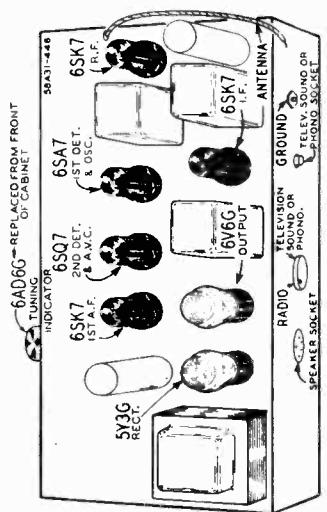 6AD6G—REPLACED FROM FRONT
OF CABINET
TUNING
INDICATOR
58A31-446
6SK7
R.F.
6SA7
1ST DET.
& OSC.
6SQ7
2ND DET.
& A.V.C.
6SK7
1ST A.F.
5Y3G
RECT.
6SK7
I.F.
6V6G
OUTPUT
ANTENNA
GROUND
TELEV. SOUND OR
PHONO SOCKET
RADIO
TELEVISION
SOUND OR
PHONO.
SPEAKER SOCKET